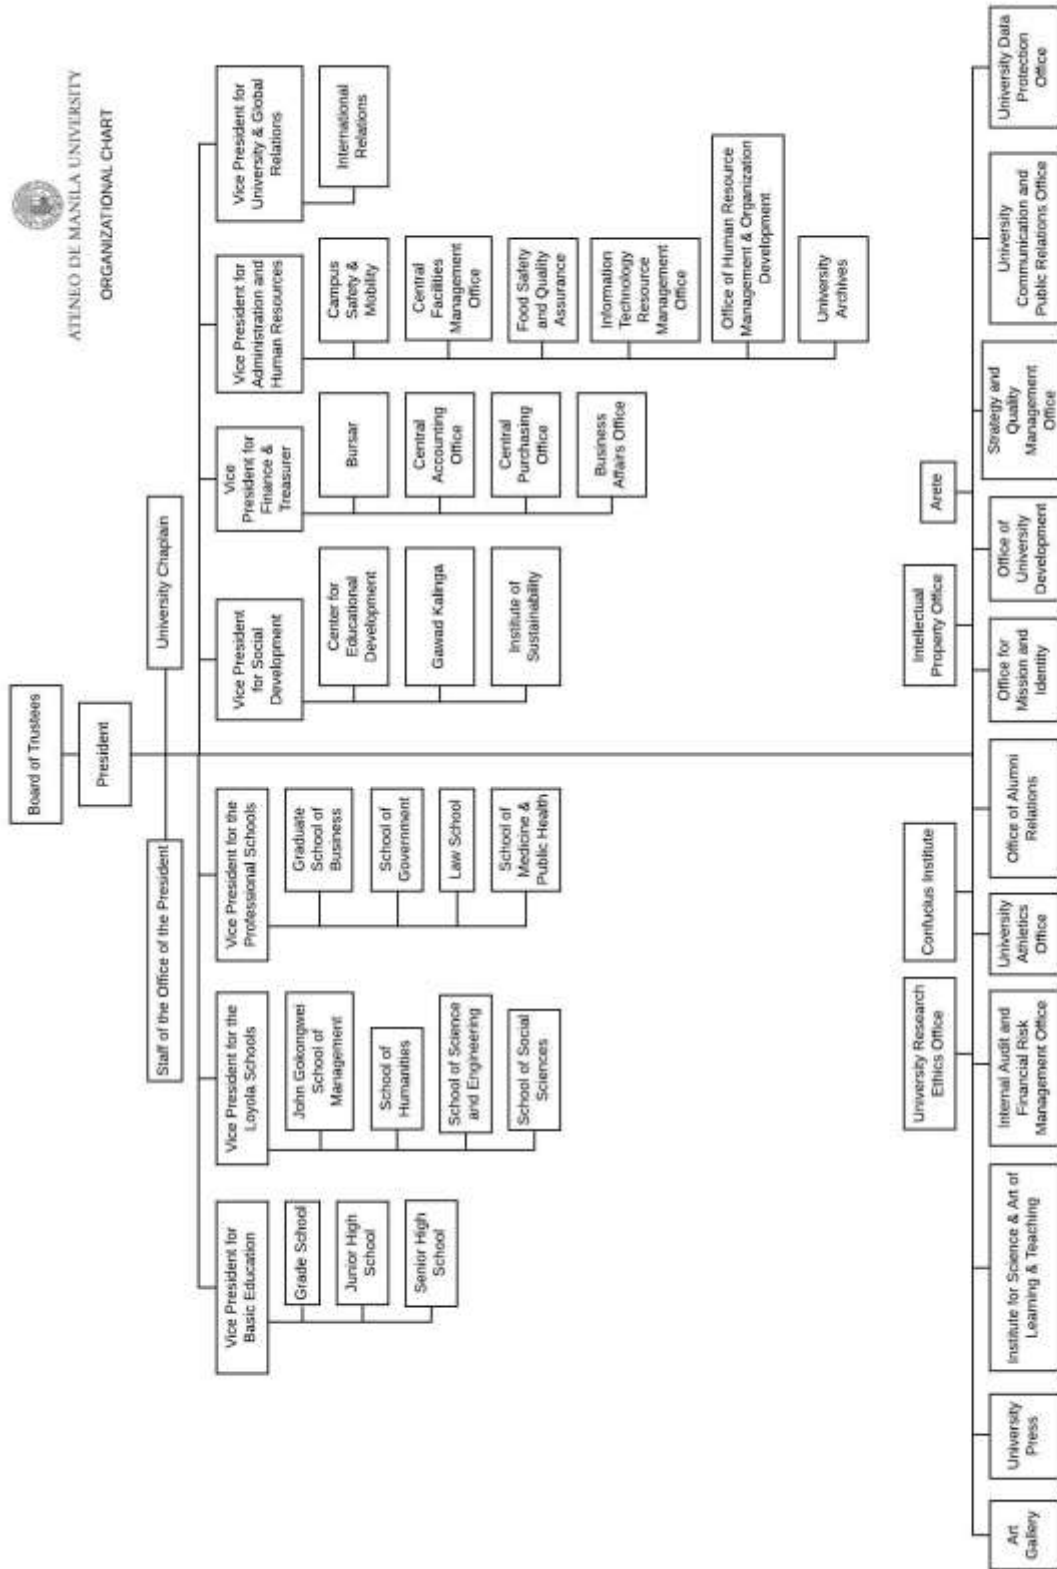 ATENEO DE MANILA UNIVERSITY
ORGANIZATIONAL CHART
Board of Trustees
President
Staff of the Office of the President
University Chaplain
Vice President for
Basic Education
Grade School
Junior High
School
Senior High
School
Vice President for the
Loyola Schools
John Gokongwei
School of
Management
School of
Humanities
School of Science
and Engineering
School of Social
Sciences
Vice President for the
Professional Schools
Graduate
School of
Business
School of
Government
Law School
School of
Medicine &
Public Health
Vice President
for Social
Development
Center for
Educational
Development
Gawad Kalinga
Institute of
Sustainability
Vice
President for
Finance &
Treasurer
Bursar
Central
Accounting
Office
Central
Purchasing
Office
Business
Affairs Office
Vice President for
Administration and
Human Resources
Campus
Safety &
Mobility
Central
Facilities
Management
Office
Food Safety
and Quality
Assurance
Information
Technology
Resource
Management
Office
Office of Human Resource
Management & Organization
Development
University
Archives
Vice President for
University & Global
Relations
International
Relations
University Research
Ethics Office
Confucius Institute
Intellectual
Property Office
Arete
Art
Gallery
University
Press
Institute for Science & Art of
Learning & Teaching
Internal Audit and
Financial Risk
Management Office
University
Athletics
Office
Office of Alumni
Relations
Office for
Mission and
Identity
Office of
University
Development
Strategy and
Quality
Management
Office
University
Communication and
Public Relations Office
University Data
Protection
Office